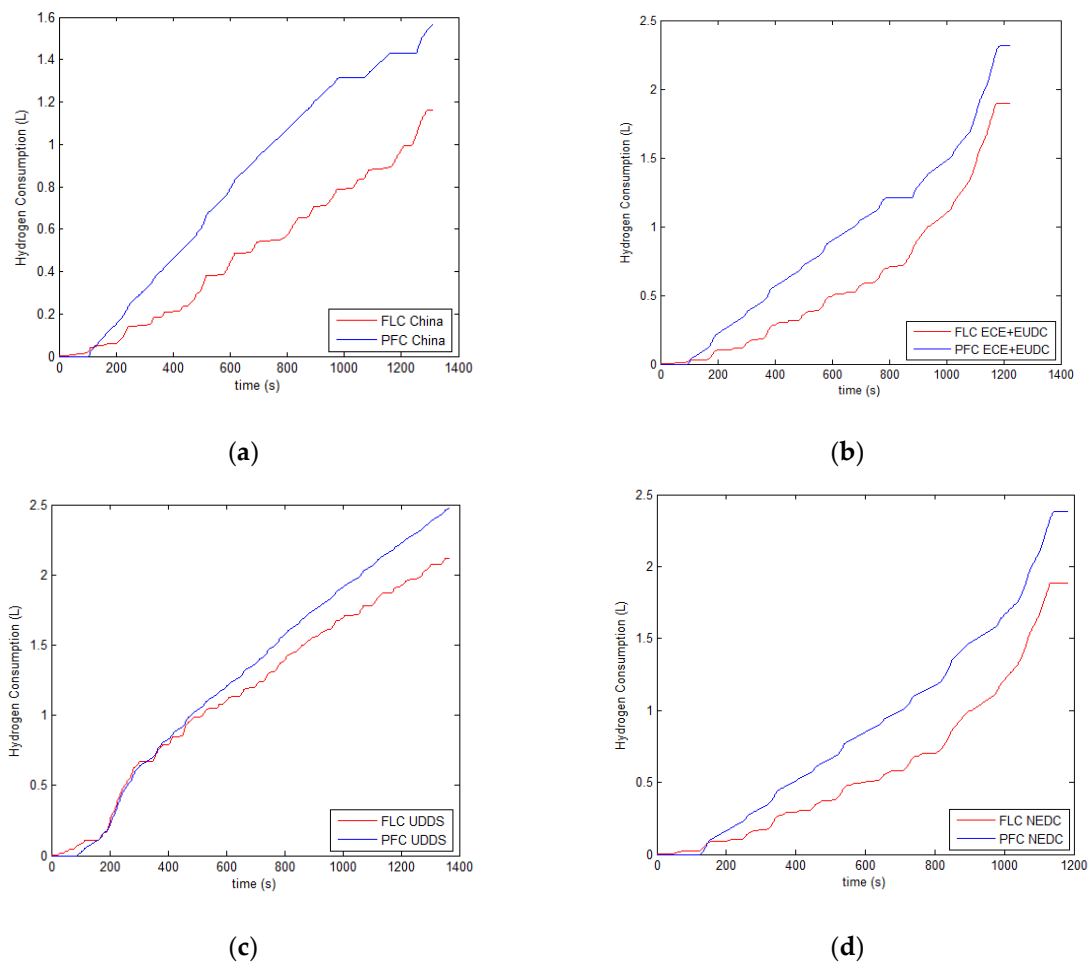 1.6
1.4
1.2
1
0.8
0.6
0.4
0.2
0
Hydrogen Consumption (L)
FLC China
PFC China
0 200 400 600 800 1000 1200 1400
time (s)
(a)
2.5
2
1.5
1
0.5
0
Hydrogen Consumption (L)
FLC ECE+EUDC
PFC ECE+EUDC
0 200 400 600 800 1000 1200 1400
time (s)
(b)
2.5
2
1.5
1
0.5
0
Hydrogen Consumption (L)
FLC UDDS
PFC UDDS
0 200 400 600 800 1000 1200 1400
time (s)
(c)
2.5
2
1.5
1
0.5
0
Hydrogen Consumption (L)
FLC NEDC
PFC NEDC
0 200 400 600 800 1000 1200
time (s)
(d)